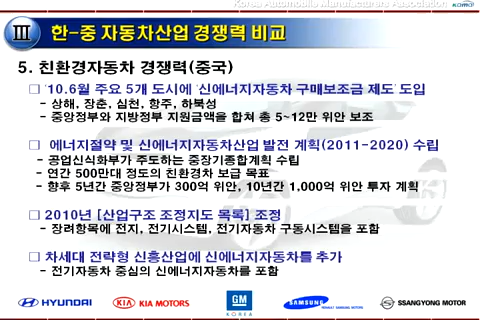 Korea Automobile Manufacturers Association KAMA
III 한-중 자동차산업 경쟁력 비교
5. 친환경자동차 경쟁력(중국)
□ '10.6월 주요 5개 도시에 '신에너지자동차 구매보조금 제도' 도입
- 상해, 장춘, 심천, 항주, 허북성
- 중앙정부와 지방정부 지원금액을 합쳐 총 5~12만 위안 보조
□ 에너지절약 및 신에너지자동차산업 발전 계획(2011-2020) 수립
- 공업신식화부가 주도하는 중장기종합계획 수립
- 연간 500만대 정도의 친환경차 보급 목표
- 향후 5년간 중앙정부가 300억 위안, 10년간 1,000억 위안 투자 계획
□ 2010년 [산업구조 조정지도 목록] 조정
- 장려항목에 전지, 전기시스템, 전기자동차 구동시스템을 포함
□ 차세대 전략형 신흥산업에 신에너지자동차를 추가
- 전기자동차 중심의 신에너지자동차를 포함
HYUNDAI KIA KIA MOTORS GM KOREA SAMSUNG RENAULT SAMSUNG MOTORS SSANGYONG MOTOR